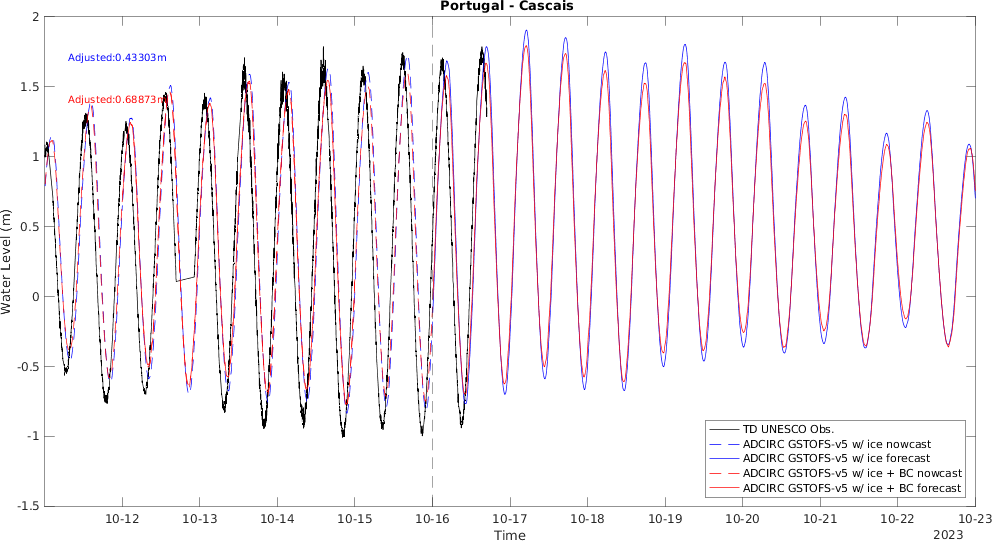 Portugal - Cascais
2
1.5
1
0.5
0
-0.5
-1
-1.5
Water Level (m)
Adjusted:0.43303m
Adjusted:0.68873m
TD UNESCO Obs.
ADCIRC GSTOFS-v5 w/ ice nowcast
ADCIRC GSTOFS-v5 w/ ice forecast
ADCIRC GSTOFS-v5 w/ ice + BC nowcast
ADCIRC GSTOFS-v5 w/ ice + BC forecast
10-12 10-13 10-14 10-15 10-16 10-17 10-18 10-19 10-20 10-21 10-22 10-23
Time
2023